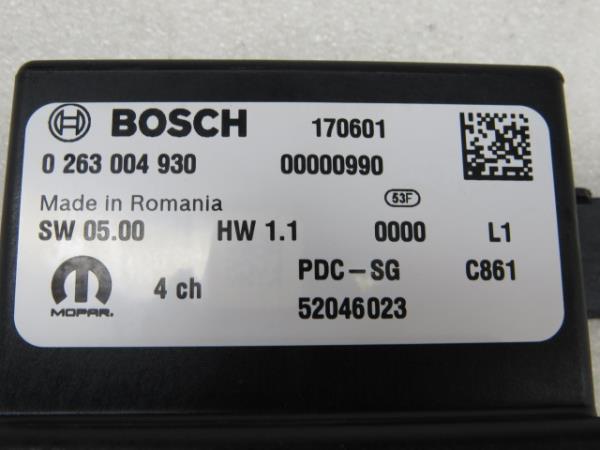 BOSCH 170601
0 263 004 930 00000990
Made in Romania 53F
SW 05.00 HW 1.1 0000 L1
4 ch PDC-SG C861
MOPAR. 52046023